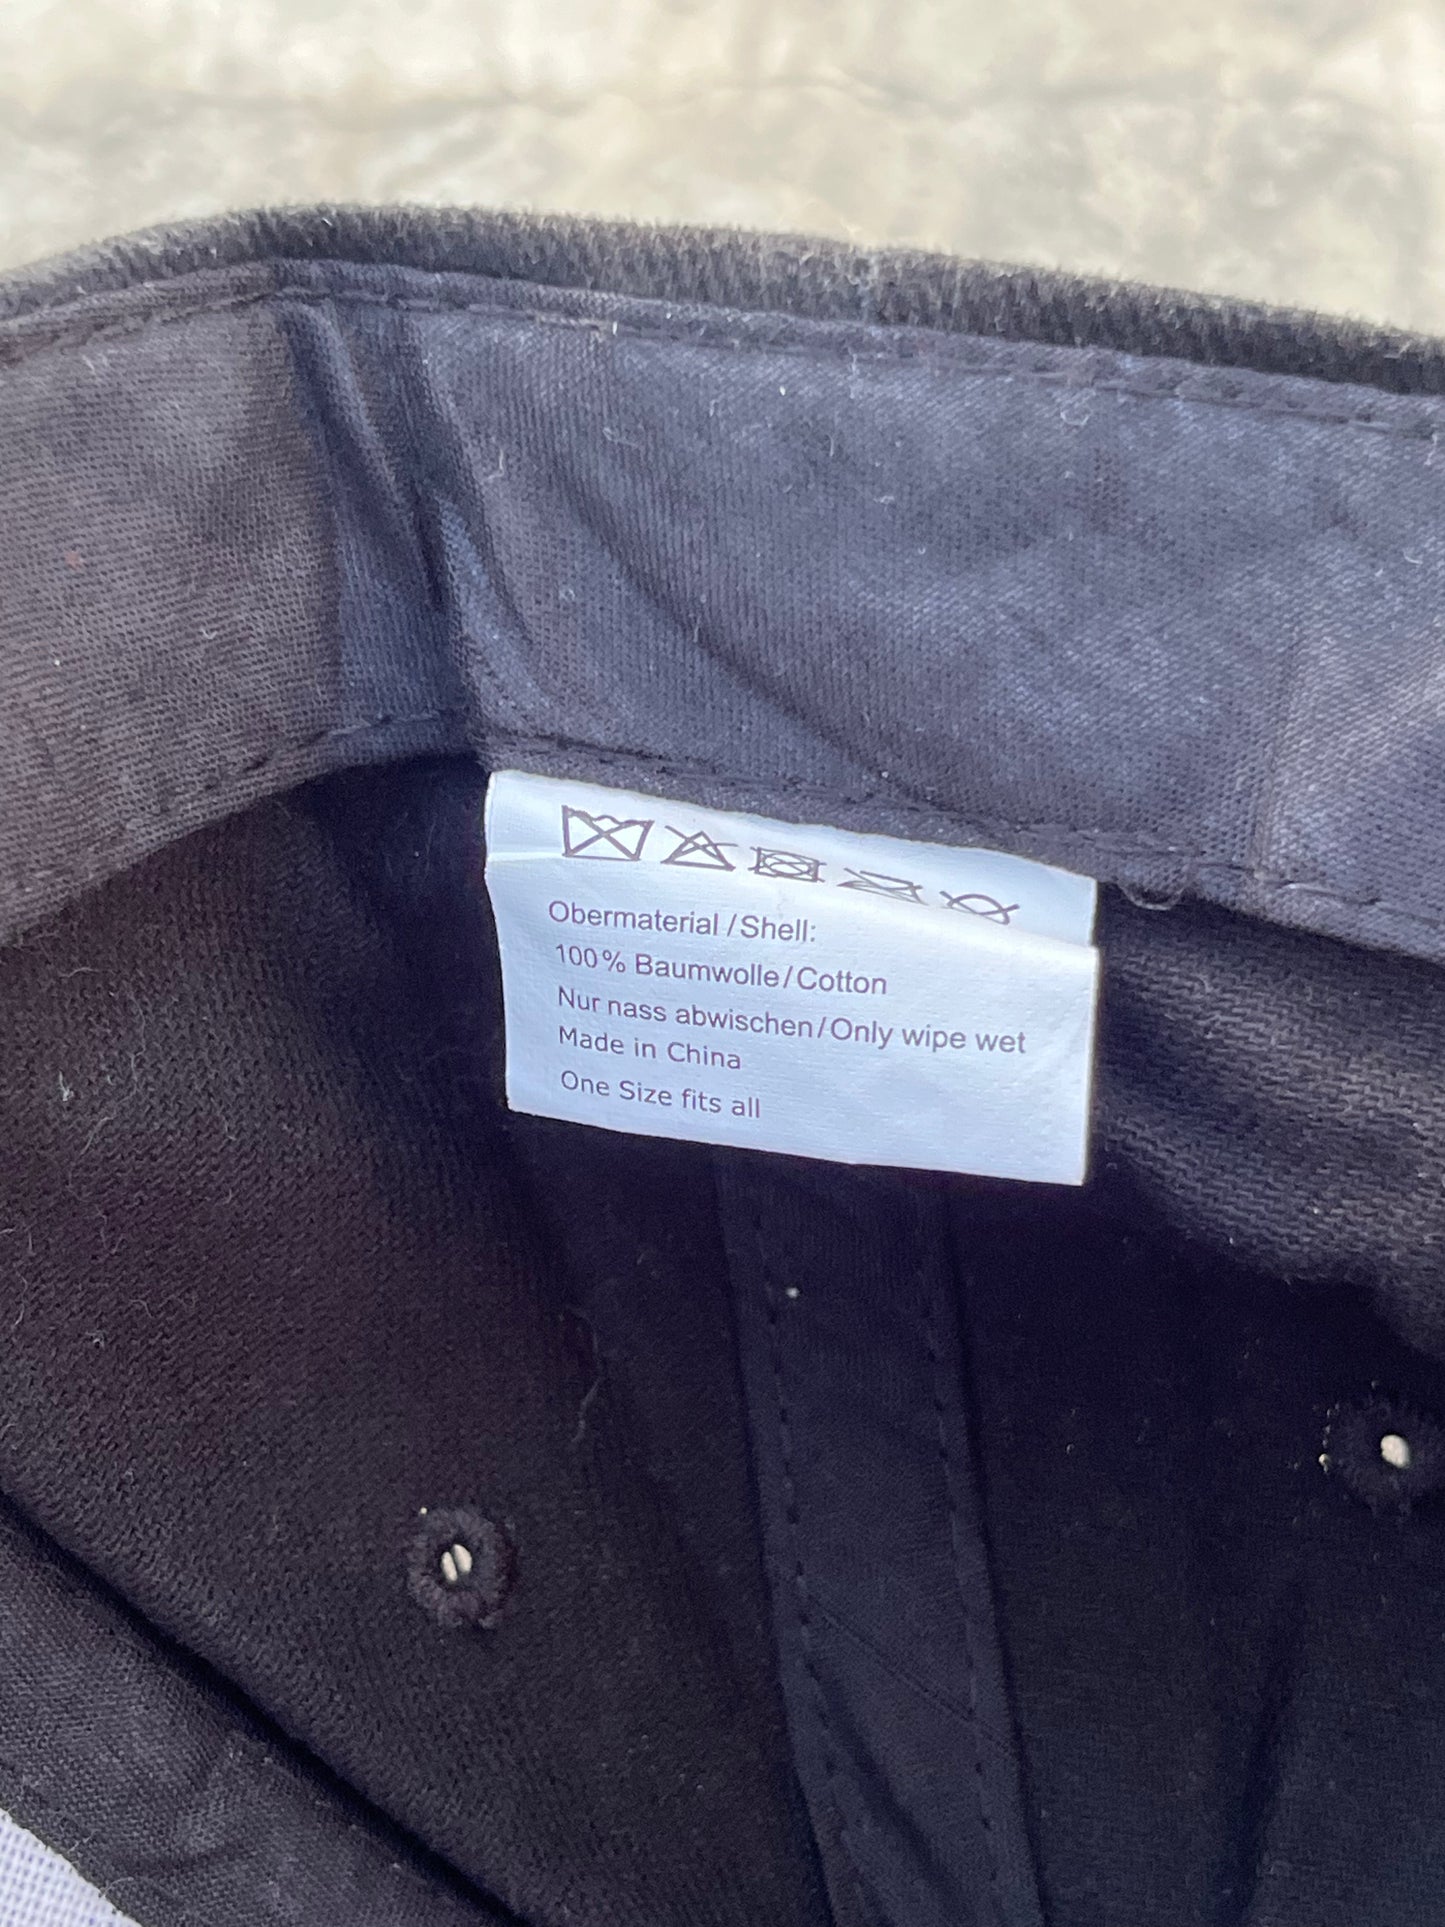 Obermaterial / Shell:
100% Baumwolle / Cotton
Nur nass abwischen / Only wipe wet
Made in China
One Size fits all